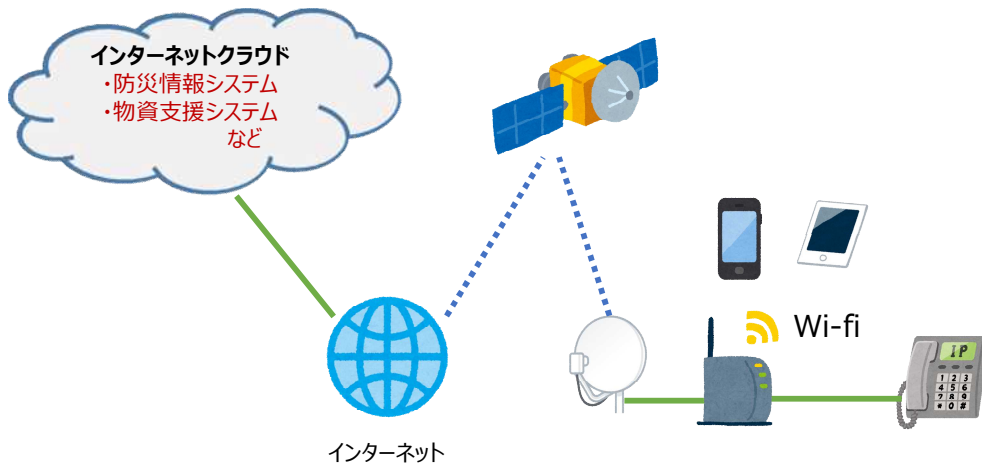 インターネットクラウド
・防災情報システム
・物資支援システム
など
Wi-fi
IP
1 2 3
4 5 6
7 8 9
* 0 #
インターネット